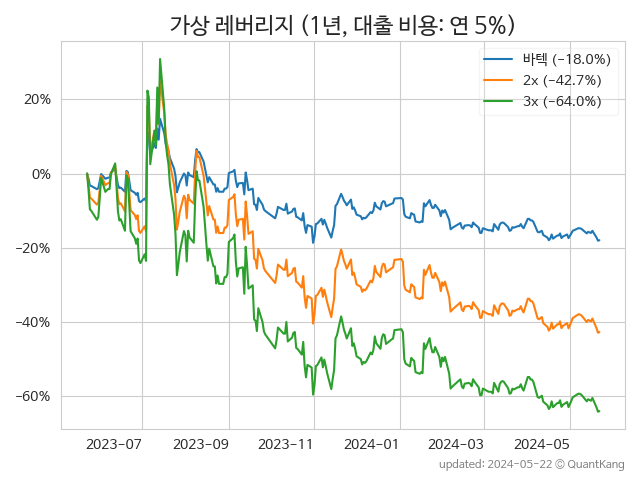 가상 레버리지 (1년, 대출 비용: 연 5%)
바텍 (−18.0%)
2x (−42.7%)
3x (−64.0%)
20%
0%
−20%
−40%
−60%
2023-07
2023-09
2023-11
2024-01
2024-03
2024-05
updated: 2024-05-22 © QuantKang